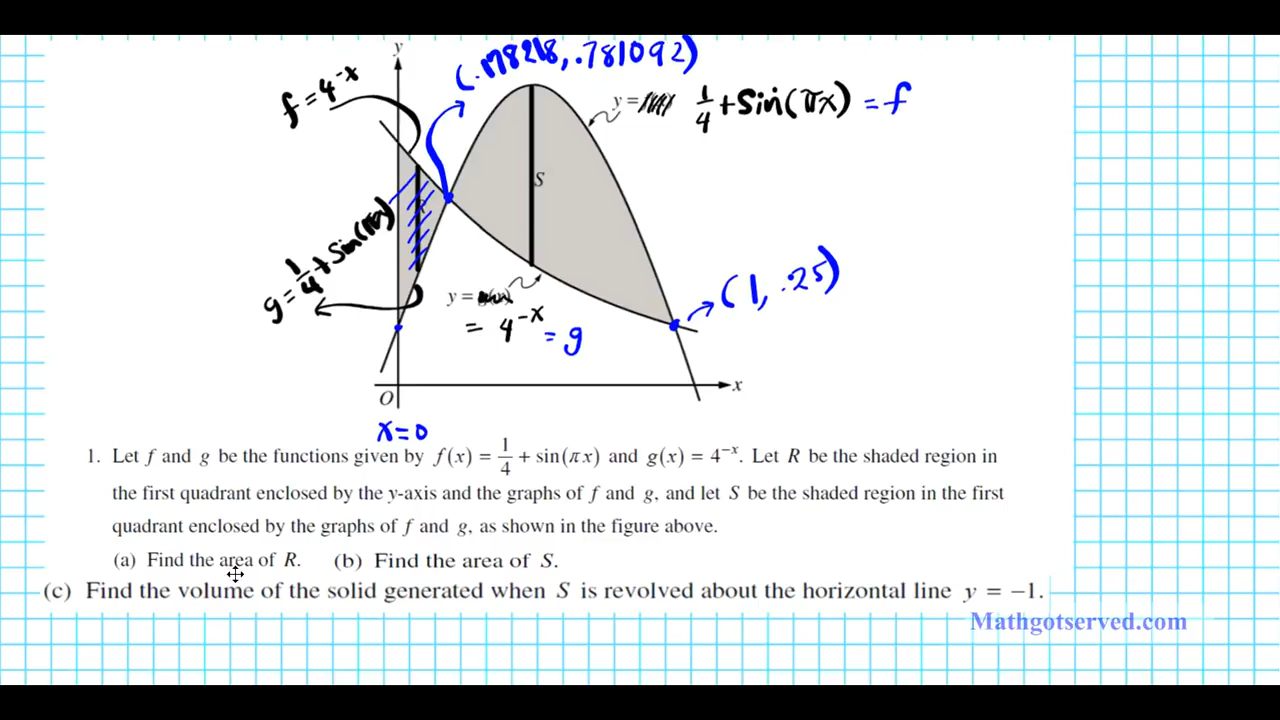 y
(.178218, .781092)
f = 4^-x
y = 1/4 + Sin(πx) = f
S
g = 1/4 + Sin(πx)
(1, .25)
y =
= 4^-x = g
x
O
x=0
1. Let f and g be the functions given by f(x) = 1/4 + sin(πx) and g(x) = 4^-x. Let R be the shaded region in
the first quadrant enclosed by the y-axis and the graphs of f and g, and let S be the shaded region in the first
quadrant enclosed by the graphs of f and g, as shown in the figure above.
(a) Find the area of R. (b) Find the area of S.
(c) Find the volume of the solid generated when S is revolved about the horizontal line y = −1.
Mathgotserved.com